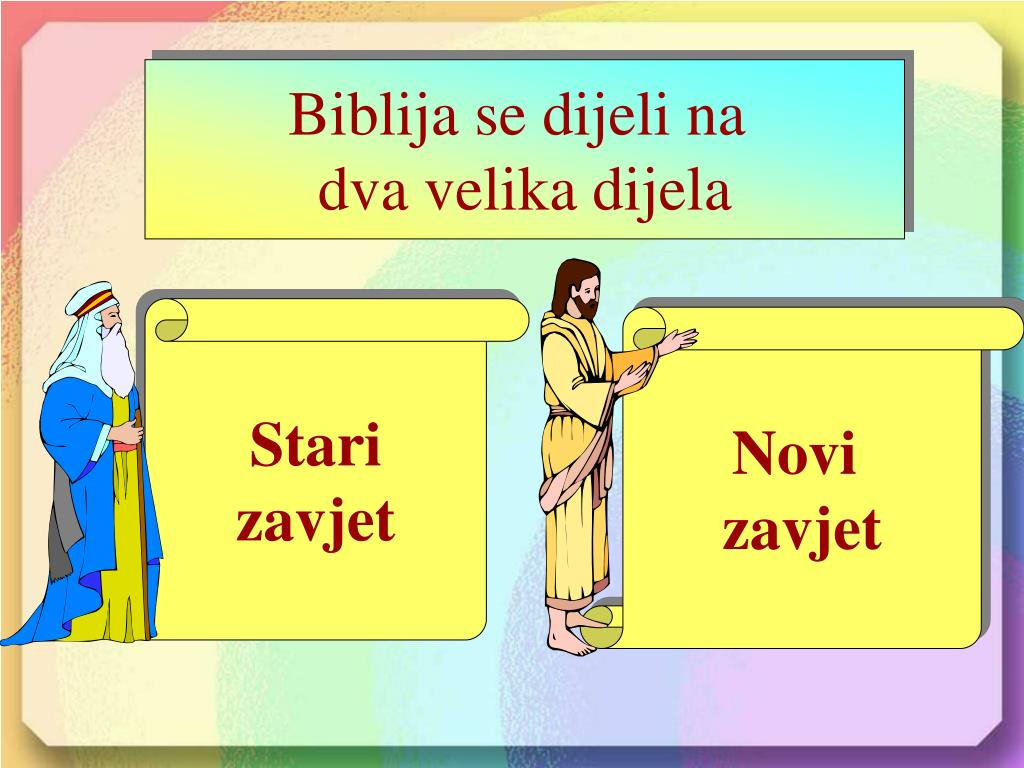 Biblija se dijeli na
dva velika dijela
Stari
zavjet
Novi
zavjet